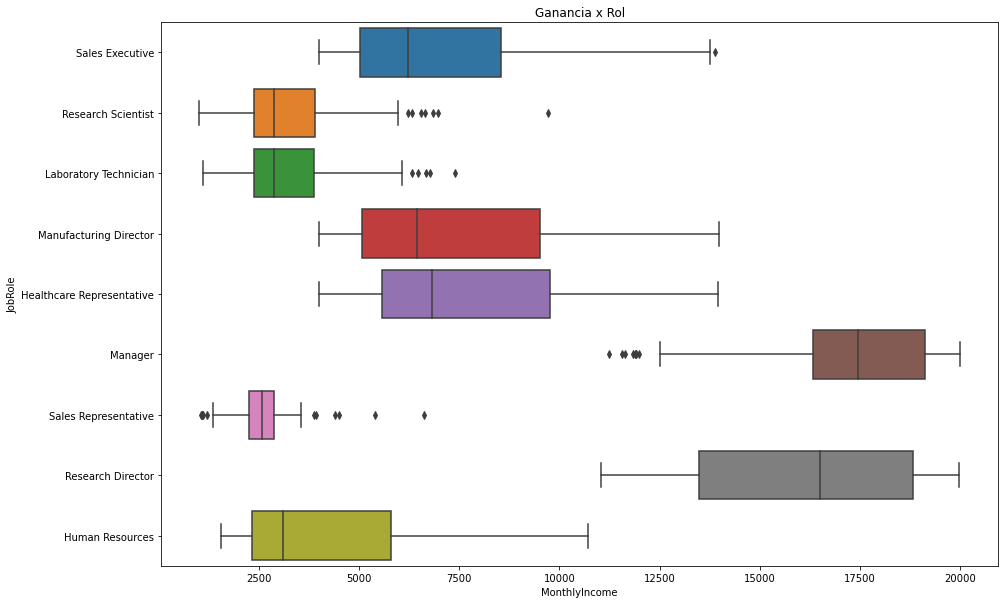 Ganancia x Rol
Sales Executive
Research Scientist
Laboratory Technician
Manufacturing Director
Healthcare Representative
Manager
Sales Representative
Research Director
Human Resources
JobRole
2500 5000 7500 10000 12500 15000 17500 20000
MonthlyIncome